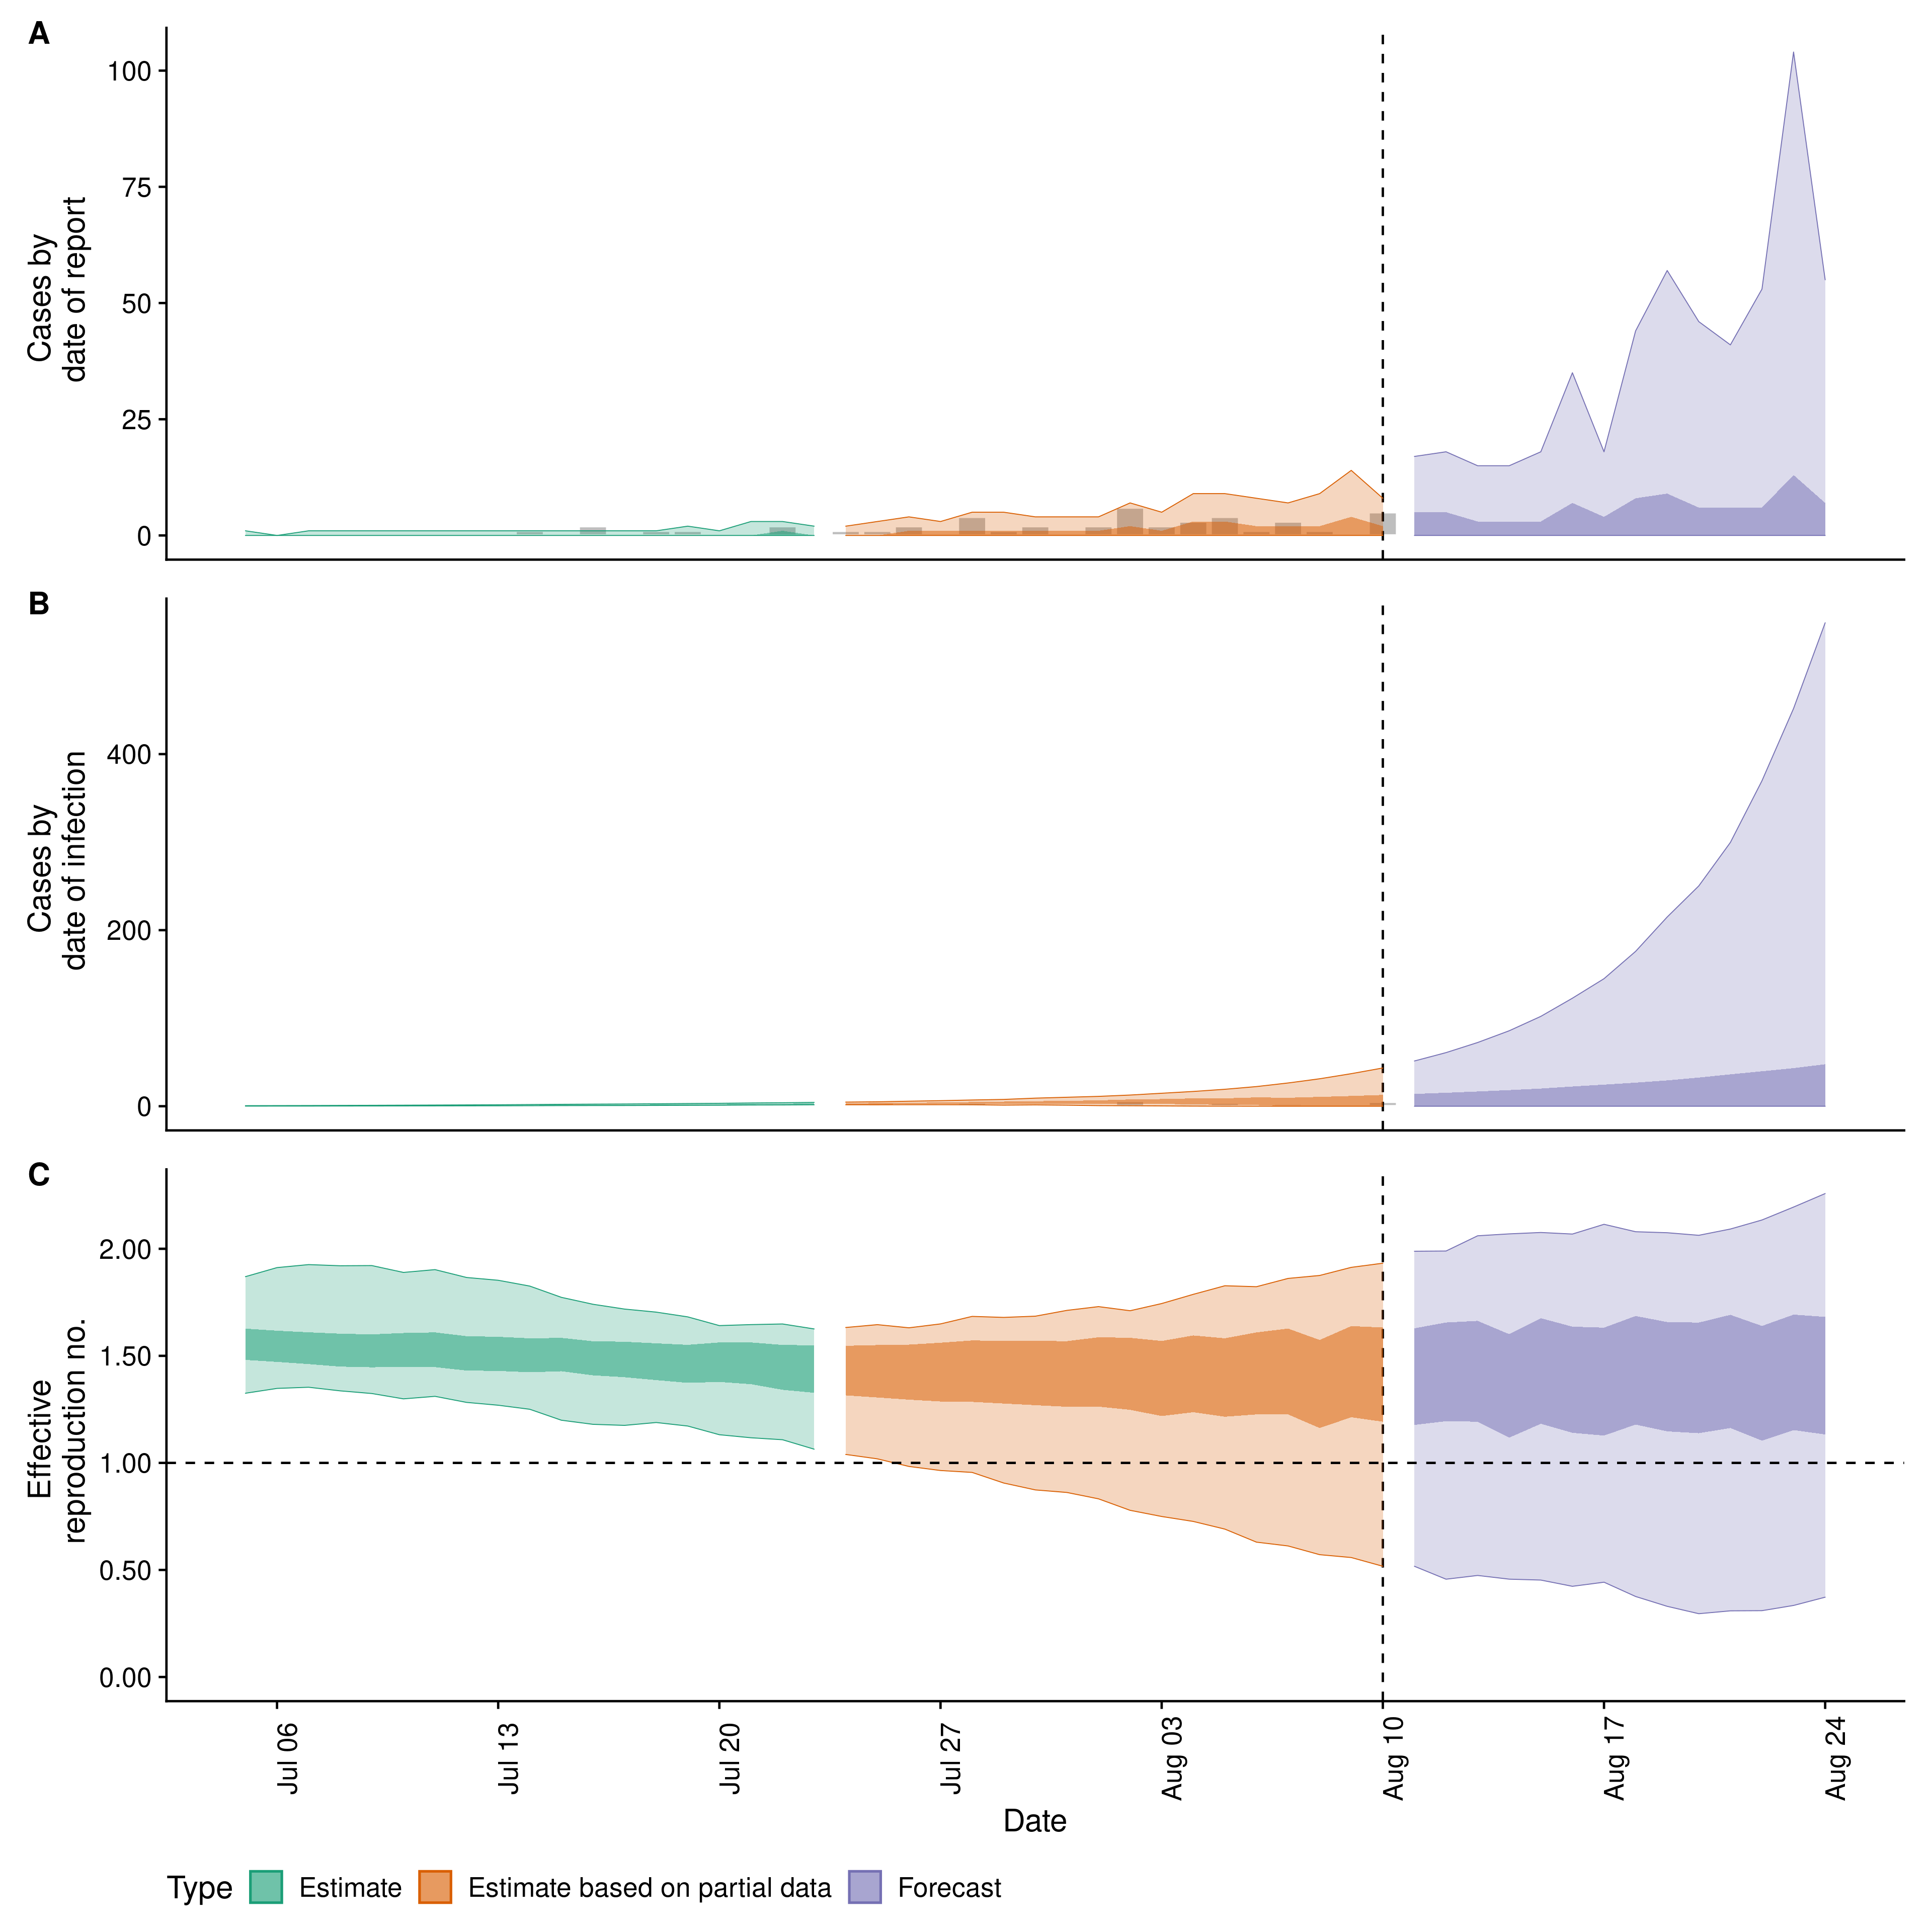 A
Cases by
date of report
100
75
50
25
0
B
Cases by
date of infection
400
200
0
C
Effective
reproduction no.
2.00
1.50
1.00
0.50
0.00
Jul 06
Jul 13
Jul 20
Jul 27
Aug 03
Aug 10
Aug 17
Aug 24
Date
Type Estimate Estimate based on partial data Forecast